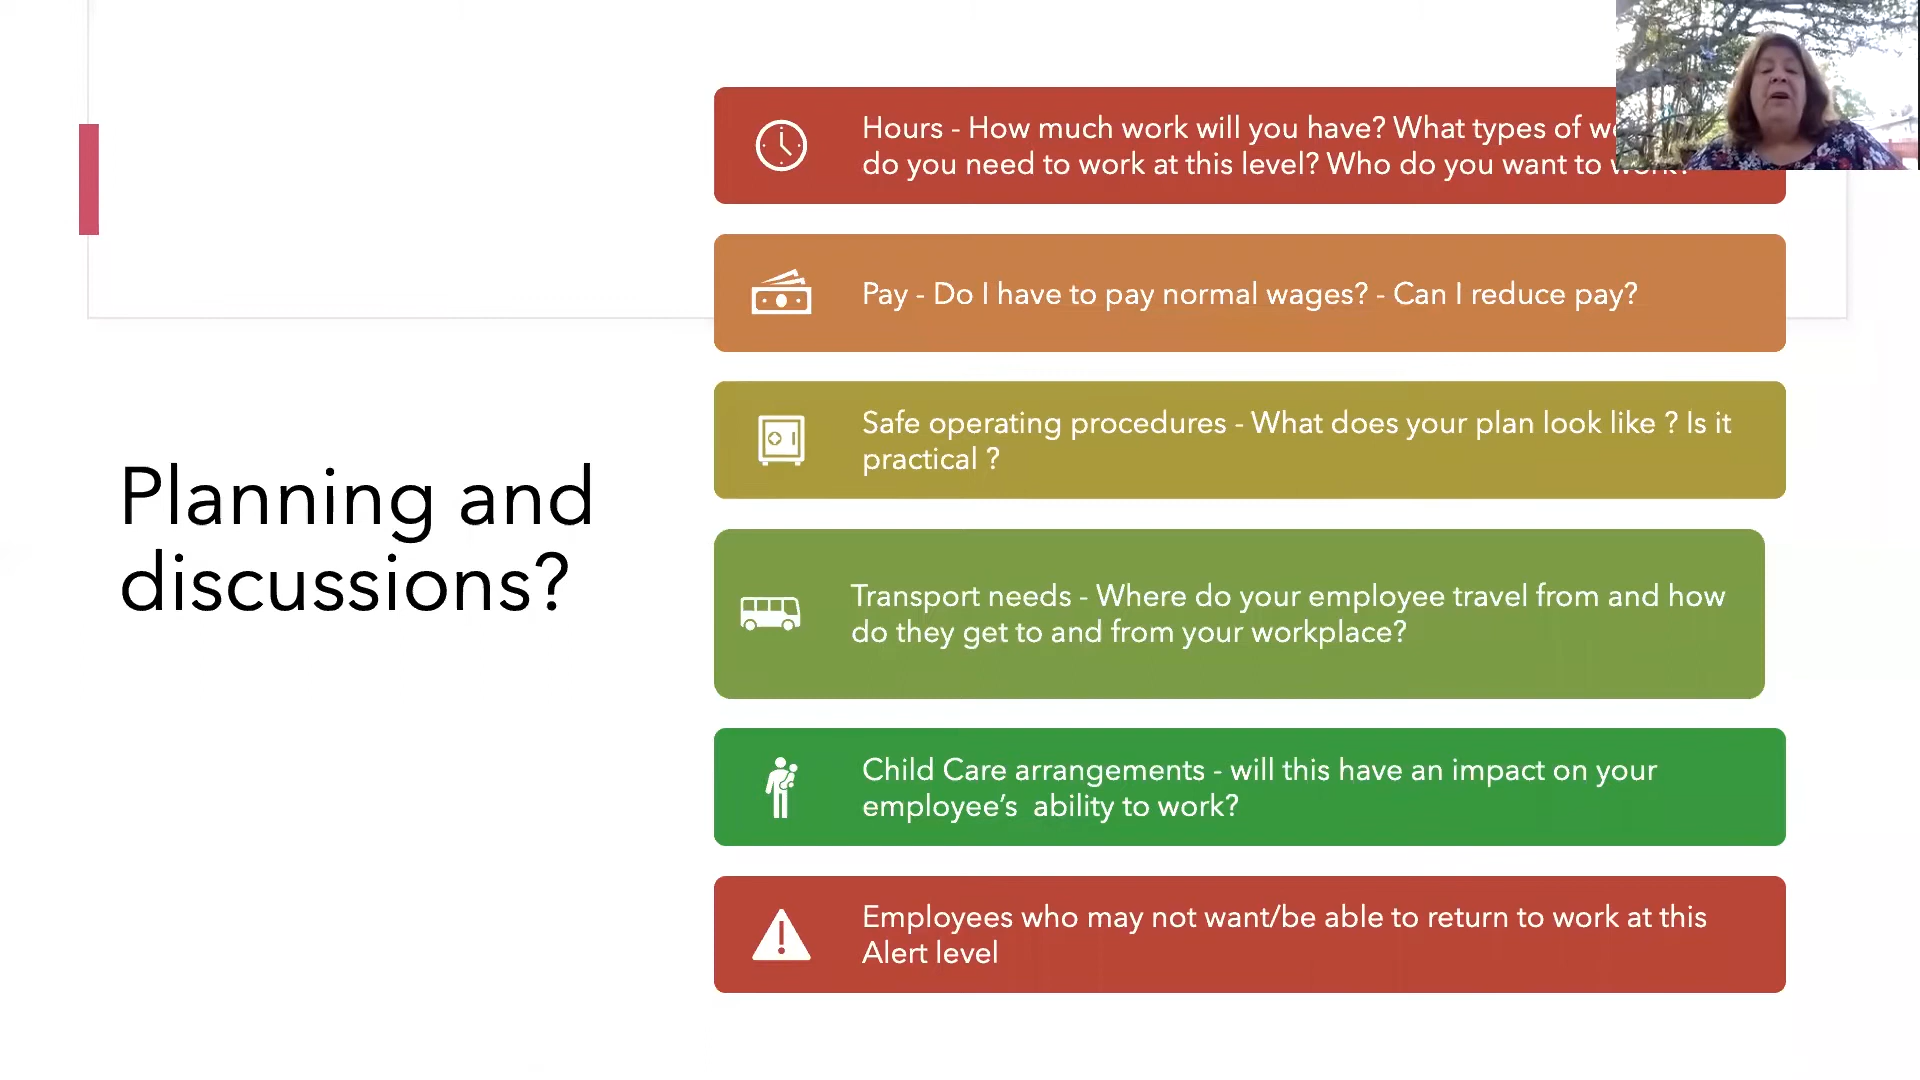 Planning and
discussions?
Hours - How much work will you have? What types of
do you need to work at this level? Who do you want to work?
Pay - Do I have to pay normal wages? - Can I reduce pay?
Safe operating procedures - What does your plan look like ? Is it
practical ?
Transport needs - Where do your employee travel from and how
do they get to and from your workplace?
Child Care arrangements - will this have an impact on your
employee’s  ability to work?
Employees who may not want/be able to return to work at this
Alert level